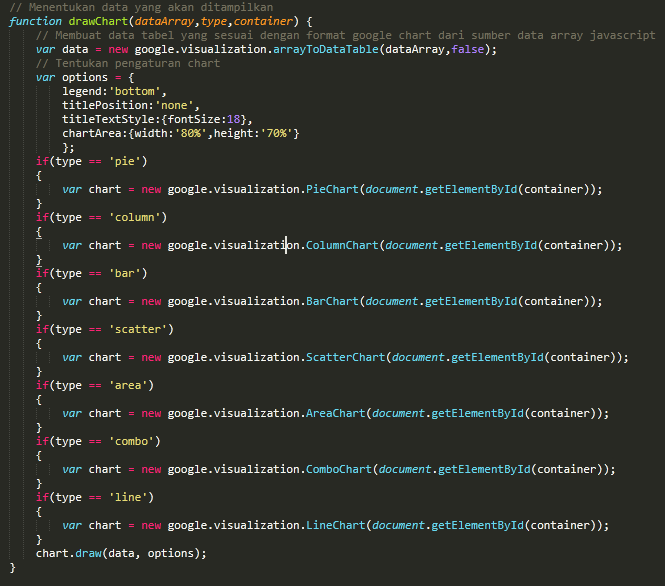 // Menentukan data yang akan ditampilkan
function drawChart(dataArray,type,container) {
    // Membuat data tabel yang sesuai dengan format google chart dari sumber data array javascript
    var data = new google.visualization.arrayToDataTable(dataArray,false);
    // Tentukan pengaturan chart
    var options = {
        legend:'bottom',
        titlePosition:'none',
        titleTextStyle:{fontSize:18},
        chartArea:{width:'80%',height:'70%'}
        };
    if(type == 'pie')
    {
        var chart = new google.visualization.PieChart(document.getElementById(container));
    }
    if(type == 'column')
    {
        var chart = new google.visualization.ColumnChart(document.getElementById(container));
    }
    if(type == 'bar')
    {
        var chart = new google.visualization.BarChart(document.getElementById(container));
    }
    if(type == 'scatter')
    {
        var chart = new google.visualization.ScatterChart(document.getElementById(container));
    }
    if(type == 'area')
    {
        var chart = new google.visualization.AreaChart(document.getElementById(container));
    }
    if(type == 'combo')
    {
        var chart = new google.visualization.ComboChart(document.getElementById(container));
    }
    if(type == 'line')
    {
        var chart = new google.visualization.LineChart(document.getElementById(container));
    }
    chart.draw(data, options);
}